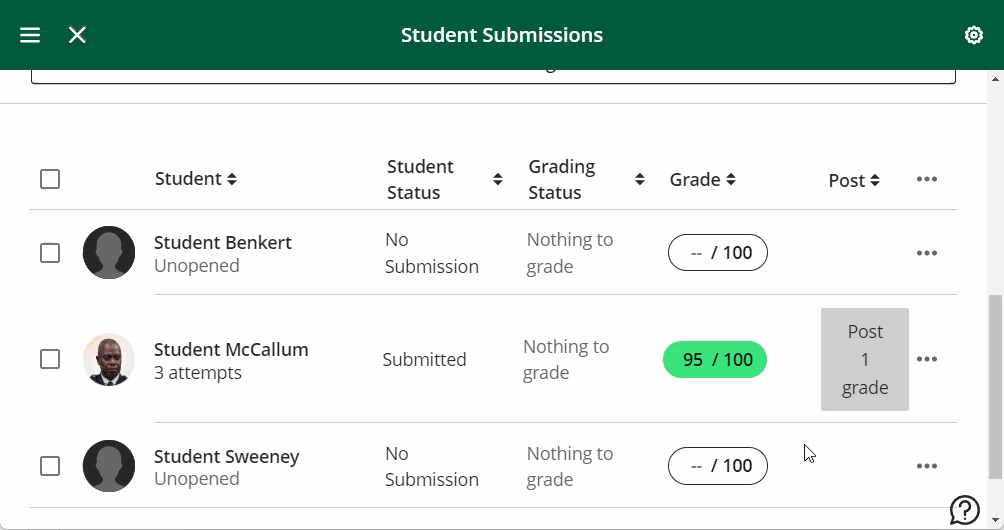 Student Submissions
Student
Student Status
Grading Status
Grade
Post
Student Benkert
Unopened
No Submission
Nothing to grade
-- / 100
Student McCallum
3 attempts
Submitted
Nothing to grade
95 / 100
Post 1 grade
Student Sweeney
Unopened
No Submission
Nothing to grade
-- / 100